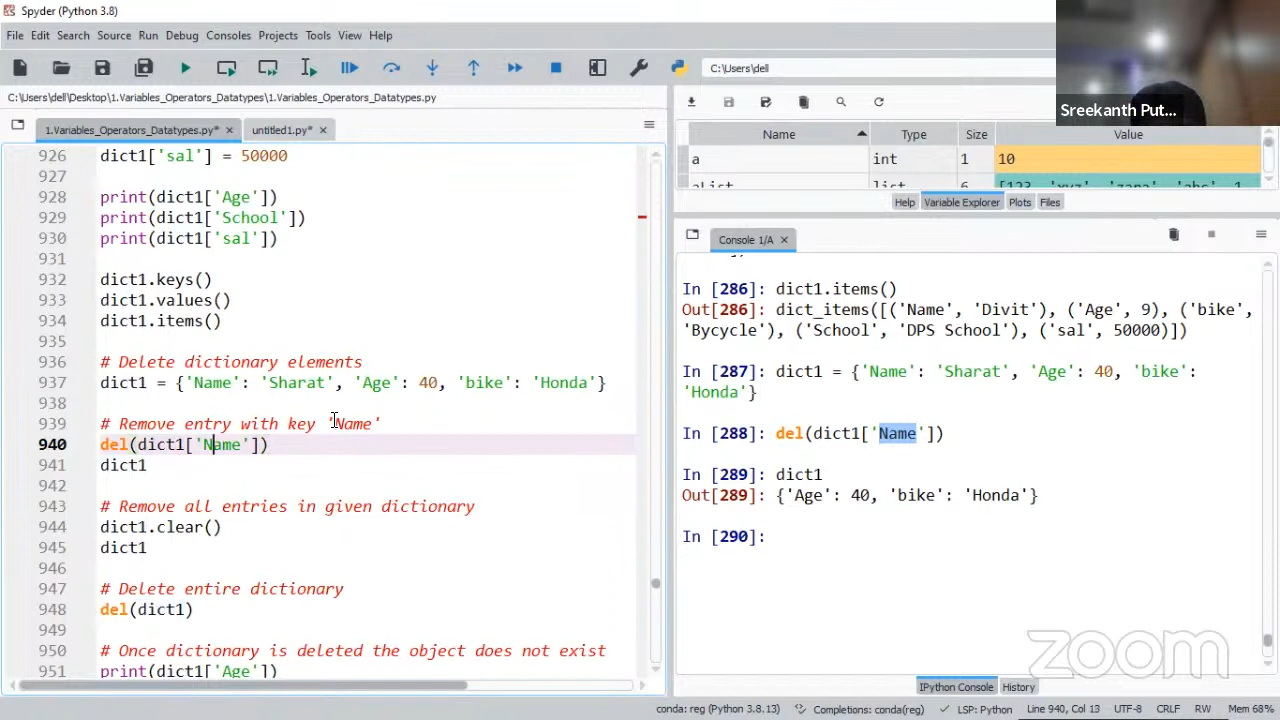 Spyder (Python 3.8)
File Edit Search Source Run Debug Consoles Projects Tools View Help
C:\Users\dell
C:\Users\dell\Desktop\1.Variables_Operators_Datatypes\1.Variables_Operators_Datatypes.py
1.Variables_Operators_Datatypes.py*
untitled1.py*
926 dict1['sal'] = 50000
927
928 print(dict1['Age'])
929 print(dict1['School'])
930 print(dict1['sal'])
931
932 dict1.keys()
933 dict1.values()
934 dict1.items()
935
936 # Delete dictionary elements
937 dict1 = {'Name': 'Sharat', 'Age': 40, 'bike': 'Honda'}
938
939 # Remove entry with key 'Name'
940 del(dict1['Name'])
941 dict1
942
943 # Remove all entries in given dictionary
944 dict1.clear()
945 dict1
946
947 # Delete entire dictionary
948 del(dict1)
949
950 # Once dictionary is deleted the object does not exist
951 print(dict1['Age'])
Sreekanth Put...
Name Type Size Value
a int 1 10
aList list 6 [123, 'xyz', 'zara', 'abc', 1
Help Variable Explorer Plots Files
Console 1/A
In [286]: dict1.items()
Out[286]: dict_items([('Name', 'Divit'), ('Age', 9), ('bike',
'Bycycle'), ('School', 'DPS School'), ('sal', 50000)])
In [287]: dict1 = {'Name': 'Sharat', 'Age': 40, 'bike':
'Honda'}
In [288]: del(dict1['Name'])
In [289]: dict1
Out[289]: {'Age': 40, 'bike': 'Honda'}
In [290]:
zoom
IPython Console History
conda: reg (Python 3.8.13) Completions: conda(reg) LSP: Python Line 940, Col 13 UTF-8 CRLF RW Mem 68%